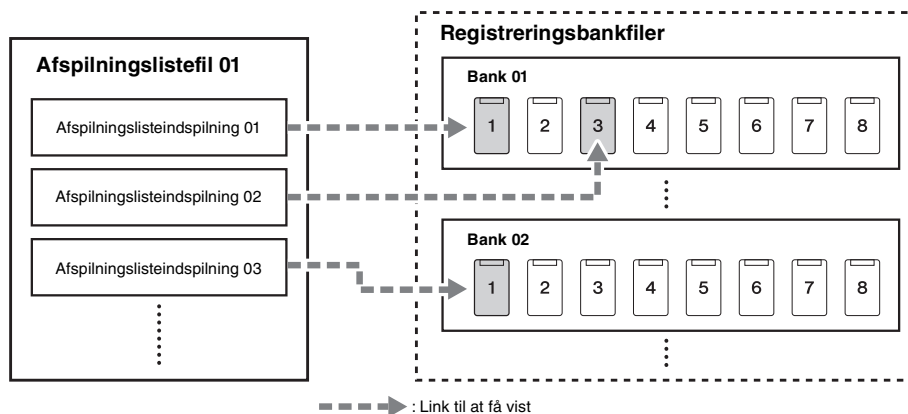 Afspilningslistefil 01
Afspilningslisteindspilning 01
Afspilningslisteindspilning 02
Afspilningslisteindspilning 03
Registreringsbankfiler
Bank 01
1 2 3 4 5 6 7 8
Bank 02
1 2 3 4 5 6 7 8
: Link til at få vist